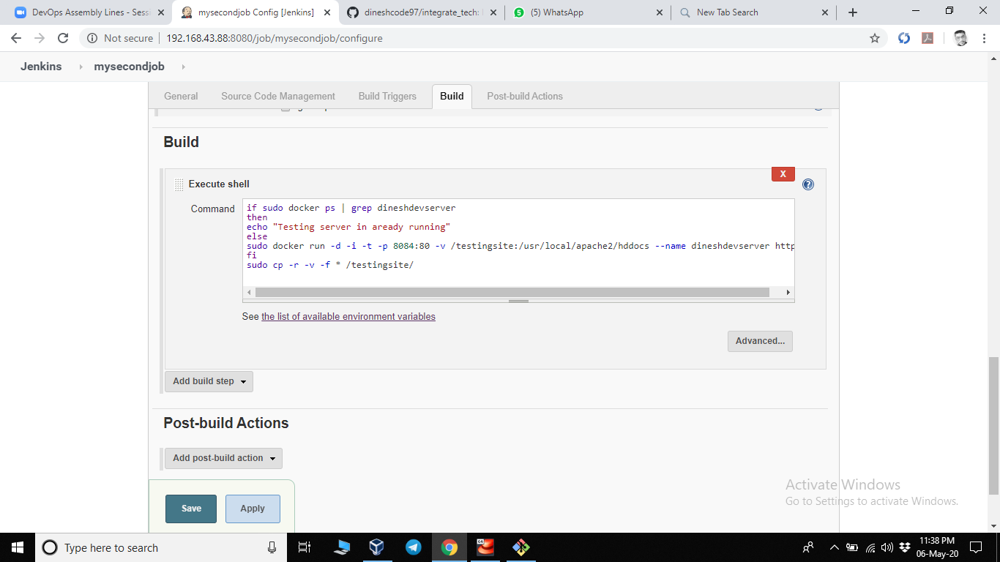 DevOps Assembly Lines - Sessi
mysecondjob Config [Jenkins]
dineshcode97/integrate_tech:
5
(5) WhatsApp
New Tab Search
Not secure
192.168.43.88:8080/job/mysecondjob/configure
Jenkins
mysecondjob
General
Source Code Management
Build Triggers
Build
Post-build Actions
Build
X
Execute shell
?
Command
if sudo docker ps | grep dineshdevserver
then
echo "Testing server in aready running"
else
sudo docker run -d -i -t -p 8084:80 -v /testingsite:/usr/local/apache2/hddocs --name dineshdevserver http
fi
sudo cp -r -v -f * /testingsite/
See the list of available environment variables
Advanced...
Add build step
Post-build Actions
Add post-build action
Save
Apply
Activate Windows
Go to Settings to activate Windows.
Type here to search
64
11:38 PM
06-May-20